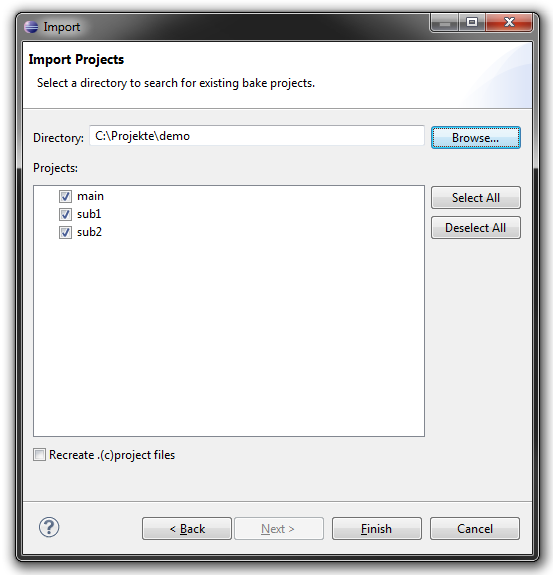 Import
Import Projects
Select a directory to search for existing bake projects.
Directory: C:\Projekte\demo Browse...
Projects:
main
sub1
sub2
Select All
Deselect All
Recreate .(c)project files
? < Back Next > Finish Cancel